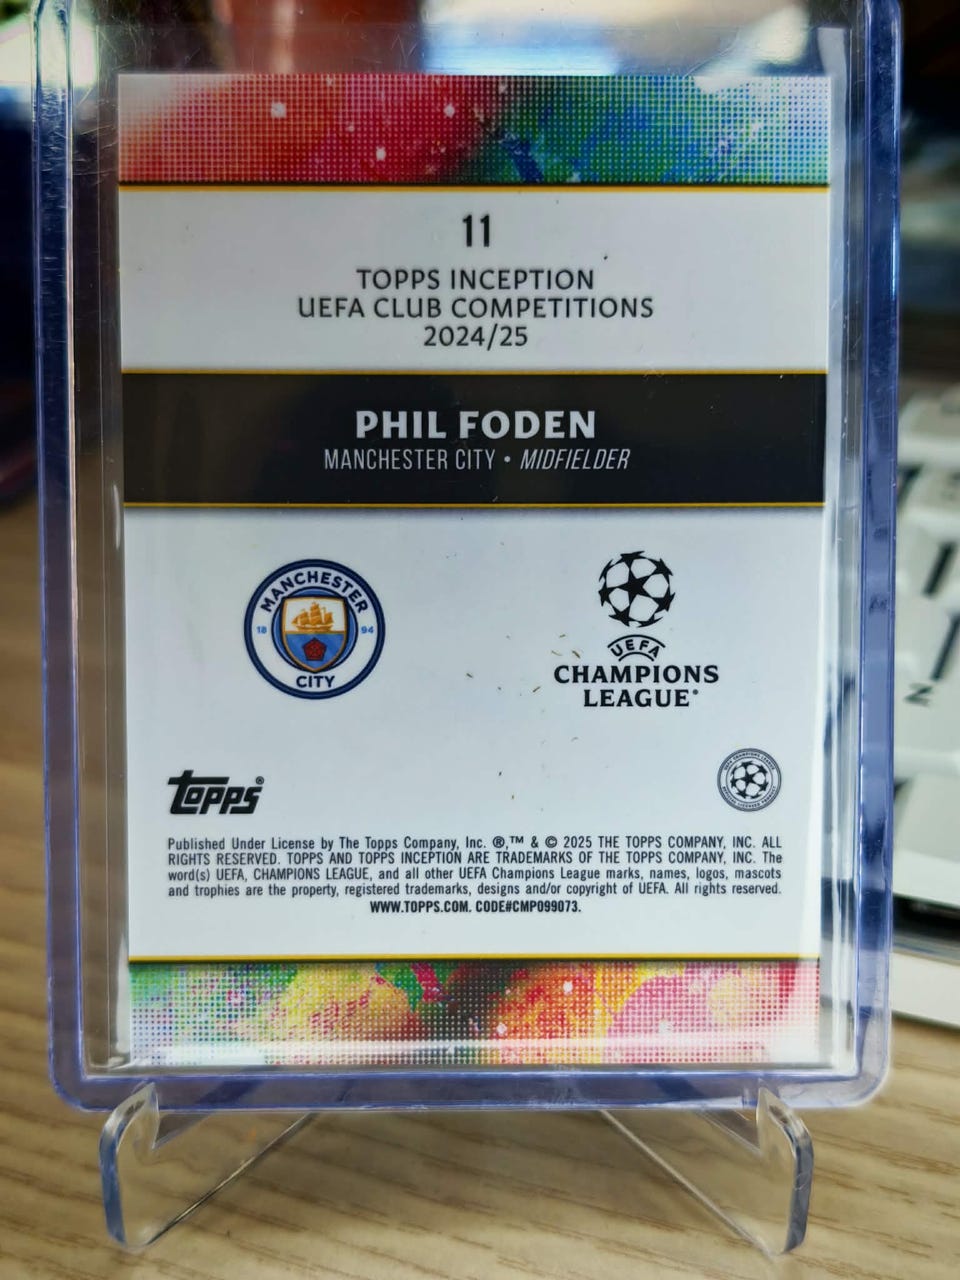 11
TOPPS INCEPTION
UEFA CLUB COMPETITIONS
2024/25
PHIL FODEN
MANCHESTER CITY • MIDFIELDER
MANCHESTER
18 94
CITY
UEFA
CHAMPIONS
LEAGUE®
Topps®
Published Under License by The Topps Company, Inc. ®,™ & © 2025 THE TOPPS COMPANY, INC. ALL
RIGHTS RESERVED. TOPPS AND TOPPS INCEPTION ARE TRADEMARKS OF THE TOPPS COMPANY, INC. The
word(s) UEFA, CHAMPIONS LEAGUE, and all other UEFA Champions League marks, names, logos, mascots
and trophies are the property, registered trademarks, designs and/or copyright of UEFA. All rights reserved.
WWW.TOPPS.COM. CODE#CMP099073.
N